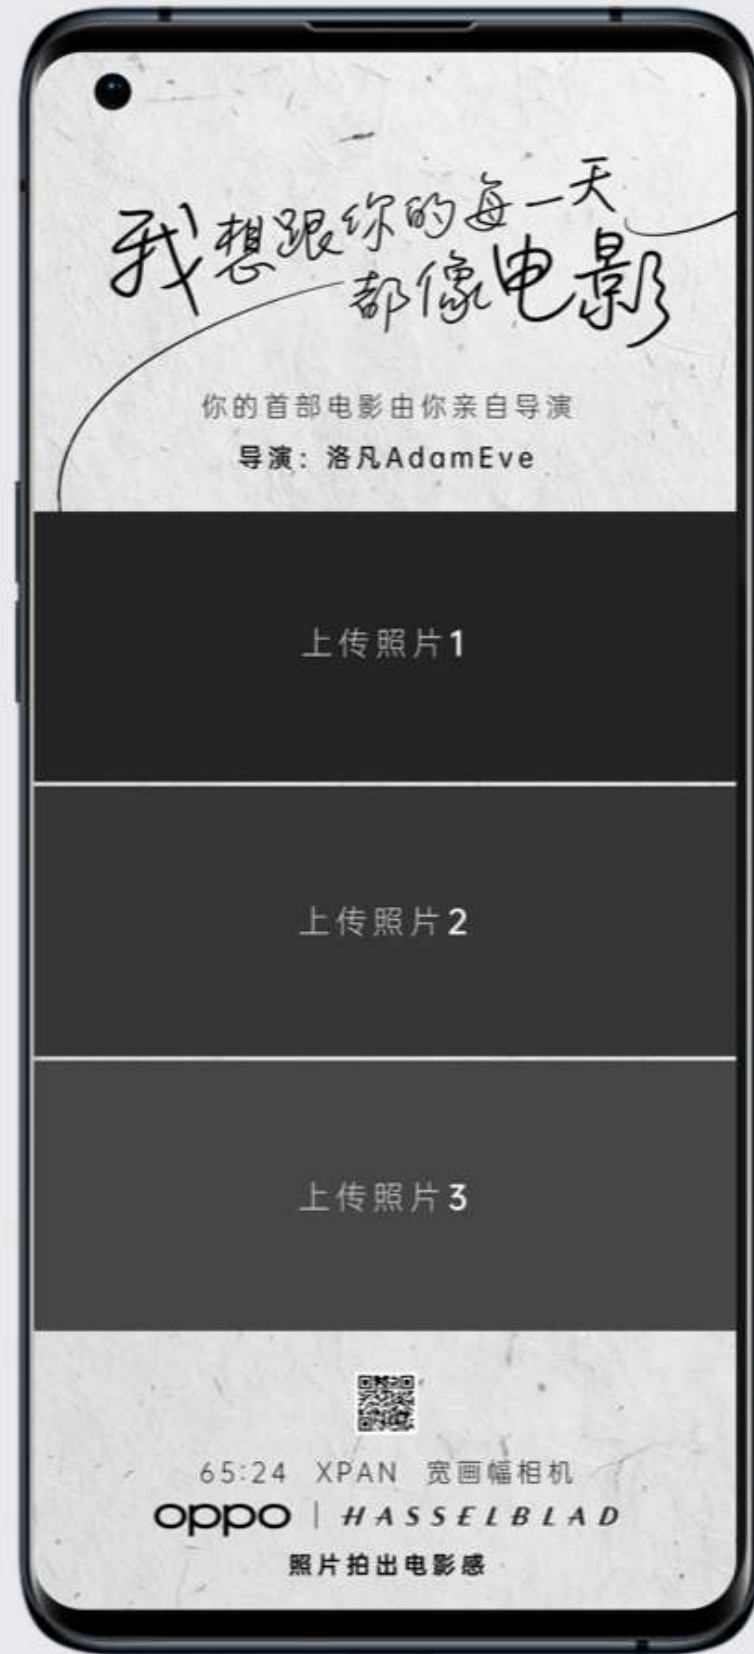 我想跟你的每一天
都像电影
你的首部电影由你亲自导演
导演：洛凡AdamEve
上传照片1
上传照片2
上传照片3
65:24 XPAN 宽画幅相机
oppo | HASSELBLAD
照片拍出电影感